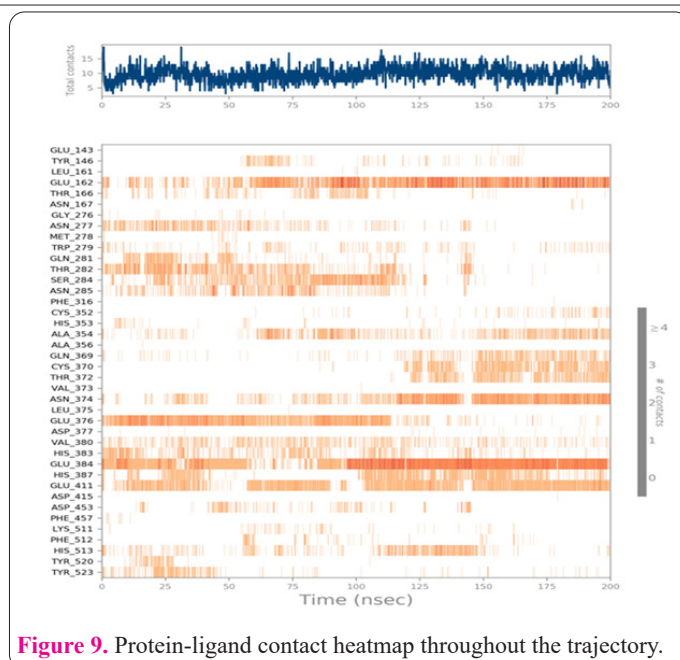 Total contacts
15
10
5
0
25
50
75
100
125
150
175
200
GLU_143
TYR_146
LEU_161
GLU_162
THR_166
ASN_167
GLY_276
ASN_277
MET_278
TRP_279
GLN_281
THR_282
SER_284
ASN_285
PHE_316
CYS_352
HIS_353
ALA_354
ALA_356
GLN_369
CYS_370
THR_372
VAL_373
ASN_374
LEU_375
GLU_376
ASP_377
VAL_380
HIS_383
GLU_384
HIS_387
GLU_411
ASP_415
ASP_453
PHE_457
LYS_511
PHE_512
HIS_513
TYR_520
TYR_523
0
25
50
75
100
125
150
175
200
Time (nsec)
≥4
3
2
1
0
# of contacts
Figure 9. Protein-ligand contact heatmap throughout the trajectory.